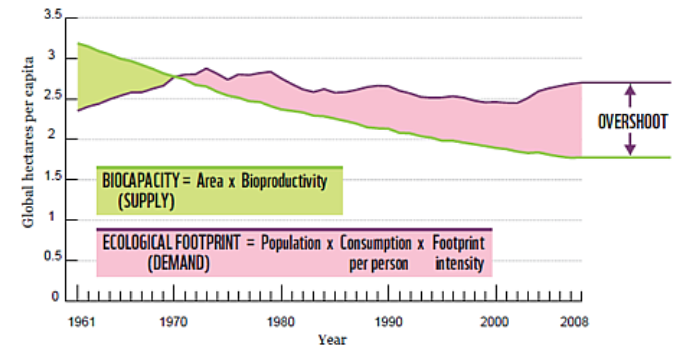 3.5
3
2.5
2
1.5
1
0.5
0
Global hectares per capita
OVERSHOOT
BIOCAPACITY = Area x Bioproductivity
(SUPPLY)
ECOLOGICAL FOOTPRINT = Population x Consumption x Footprint
(DEMAND) per person intensity
1961 1970 1980 1990 2000 2008
Year